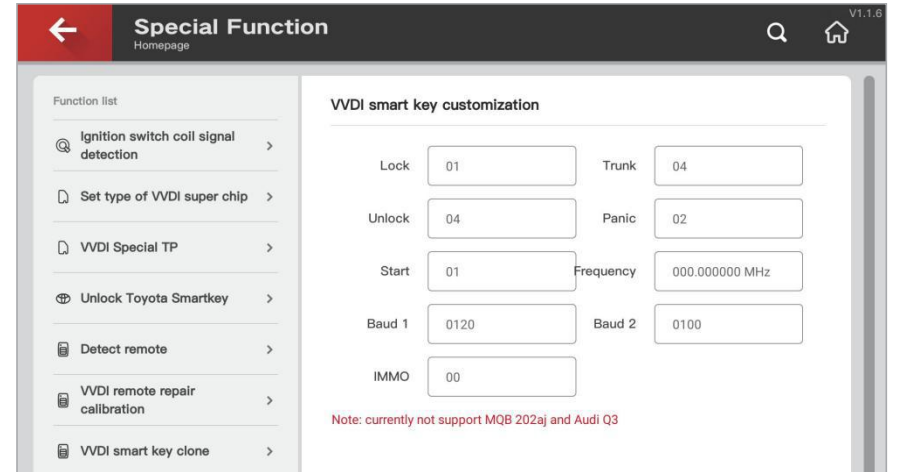 Special Function
Homepage
V1.1.6
Function list
Ignition switch coil signal
detection
Set type of VVDI super chip
VVDI Special TP
Unlock Toyota Smartkey
Detect remote
VVDI remote repair
calibration
VVDI smart key clone
VVDI smart key customization
Lock 01 Trunk 04
Unlock 04 Panic 02
Start 01 Frequency 000.000000 MHz
Baud 1 0120 Baud 2 0100
IMMO 00
Note: currently not support MQB 202aj and Audi Q3